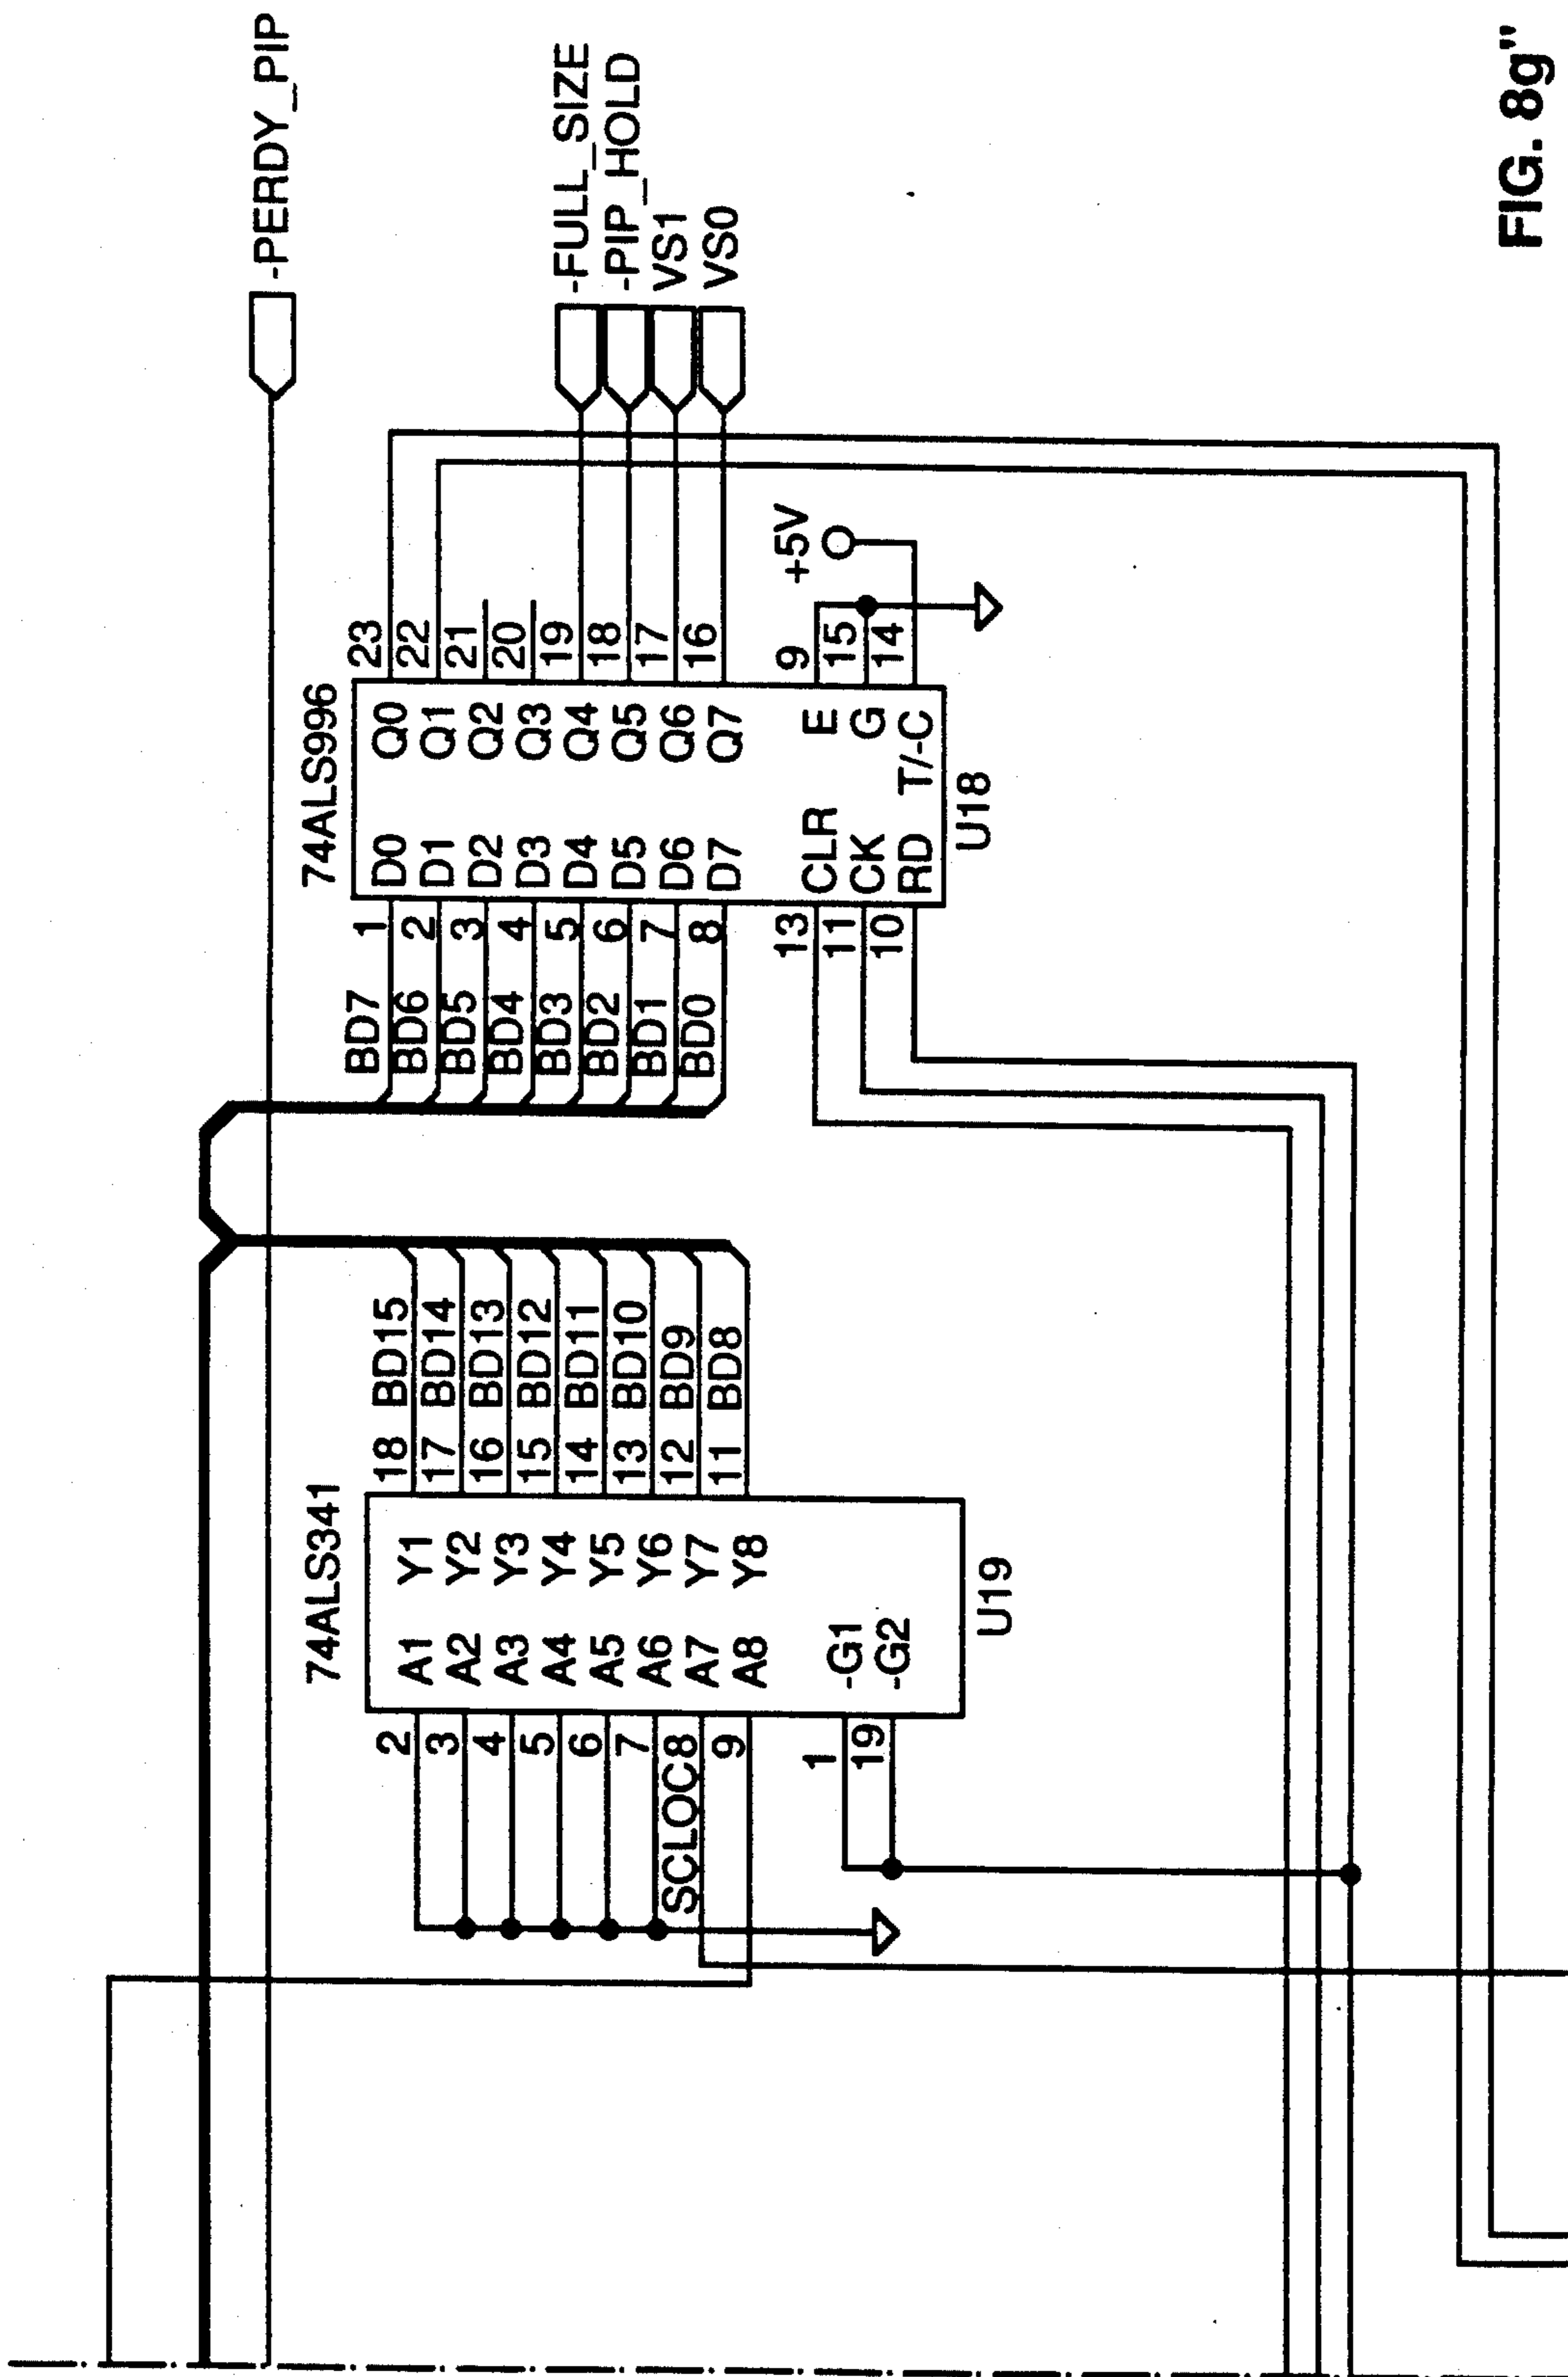 -PERDY_PIP
74ALS341
A1 Y1
A2 Y2
A3 Y3
A4 Y4
A5 Y5
A6 Y6
A7 Y7
A8 Y8
-G1
-G2
U19
2
3
4
5
6
7
SCLOC8 8
9
1
19
18 BD15
17 BD14
16 BD13
15 BD12
14 BD11
13 BD10
12 BD9
11 BD8
74ALS996
BD7 1 D0 Q0 23
BD6 2 D1 Q1 22
BD5 3 D2 Q2 21
BD4 4 D3 Q3 20
BD3 5 D4 Q4 19 -FULL_SIZE
BD2 6 D5 Q5 18 -PIP_HOLD
BD1 7 D6 Q6 17 VS1
BD0 8 D7 Q7 16 VS0
13 CLR E 9
11 CK G 15
10 RD T/-C 14
+5V
U18
FIG. 8g"